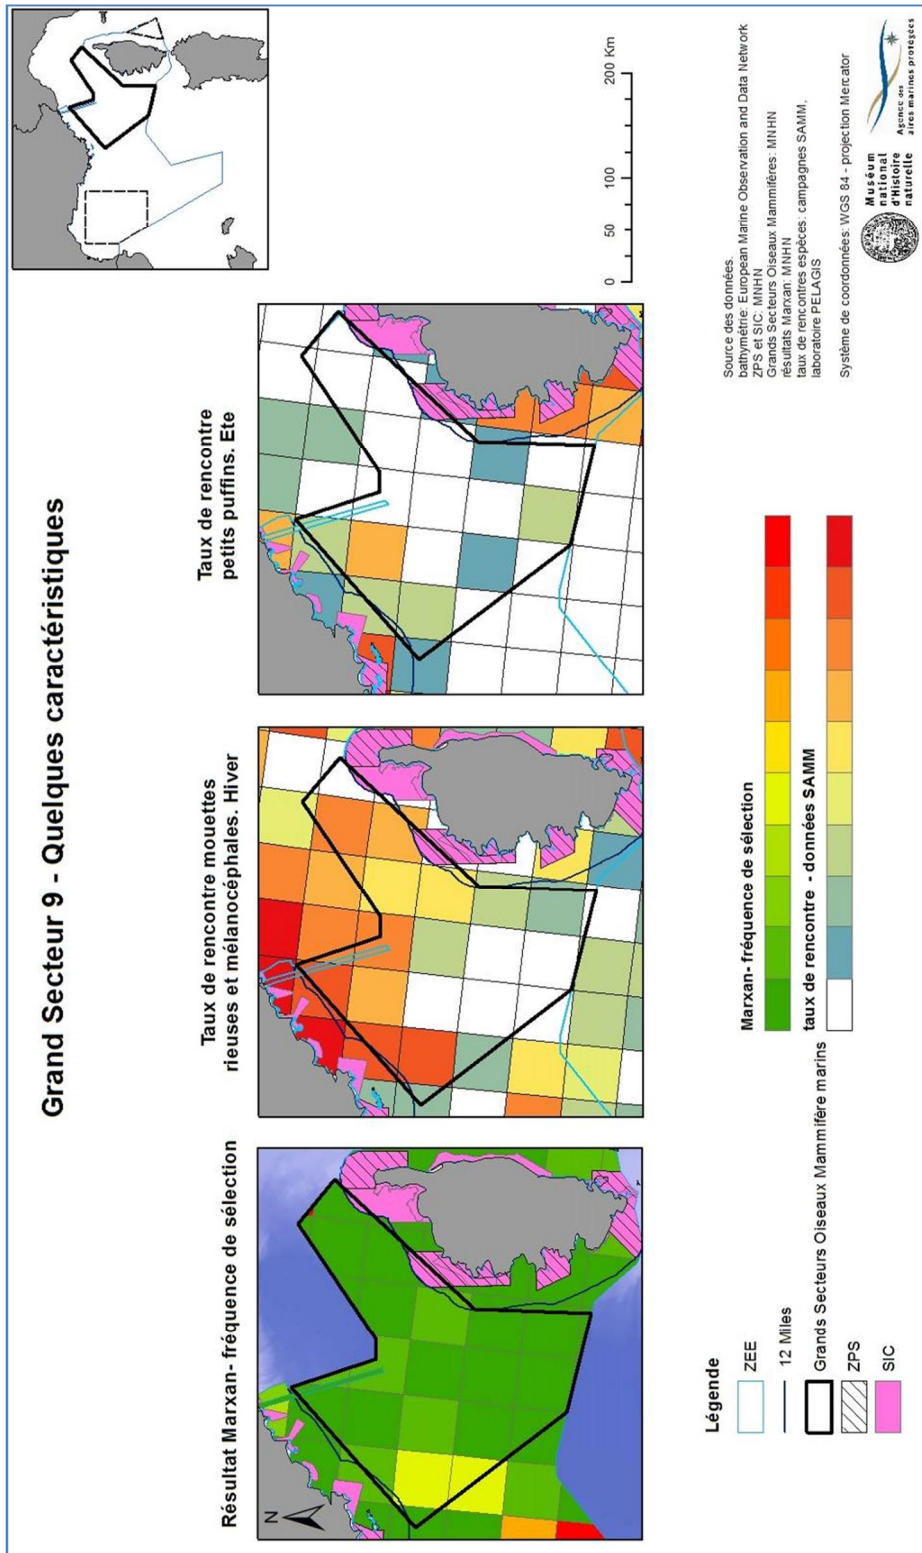 Grand Secteur 9 - Quelques caractéristiques
Résultat Marxan- fréquence de sélection
Taux de rencontre mouettes
rieuses et mélanocéphales. Hiver
Taux de rencontre
petits puffins. Ete
N
0 50 100 200 Km
Légende
ZEE
12 Miles
Grands Secteurs Oiseaux Mammifère marins
ZPS
SIC
Marxan- fréquence de sélection
taux de rencontre - données SAMM
Source des données.
bathymétrie: European Marine Observation and Data Network
ZPS et SIC: MNHN
Grands Secteurs Oiseaux Mammifères: MNHN
résultats Marxan: MNHN
taux de rencontres espèces: campagnes SAMM,
laboratoire PELAGIS
Système de coordonnées: WGS 84 - projection Mercator
Muséum
national
d'Histoire
naturelle
Agence des
aires marines protégées